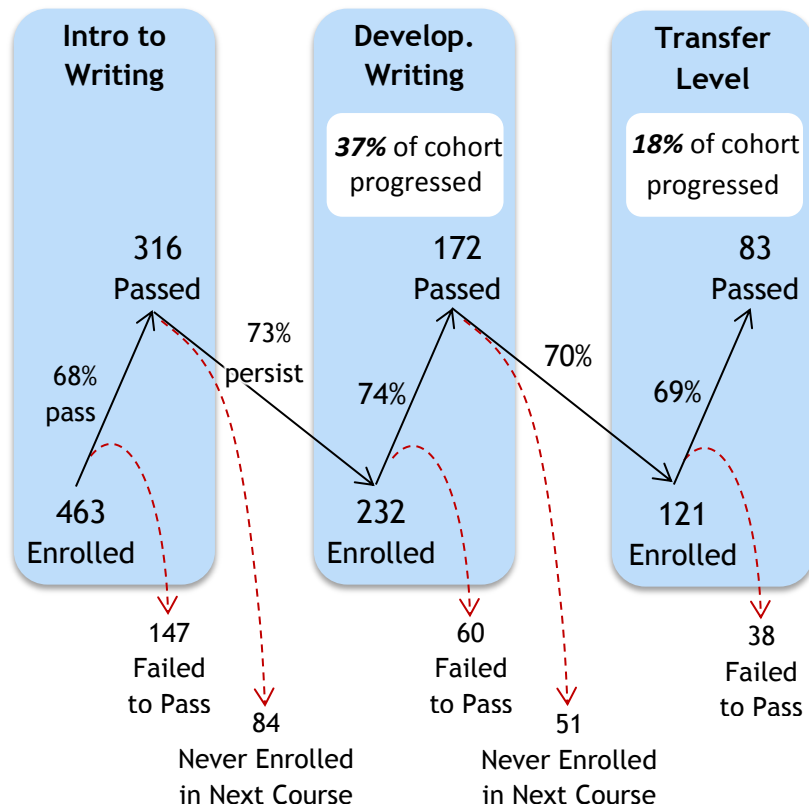 Intro to
Writing
316
Passed
68%
pass
463
Enrolled
147
Failed
to Pass
73%
persist
84
Never Enrolled
in Next Course
Develop.
Writing
37% of cohort
progressed
172
Passed
74%
232
Enrolled
60
Failed
to Pass
70%
51
Never Enrolled
in Next Course
Transfer
Level
18% of cohort
progressed
83
Passed
69%
121
Enrolled
38
Failed
to Pass